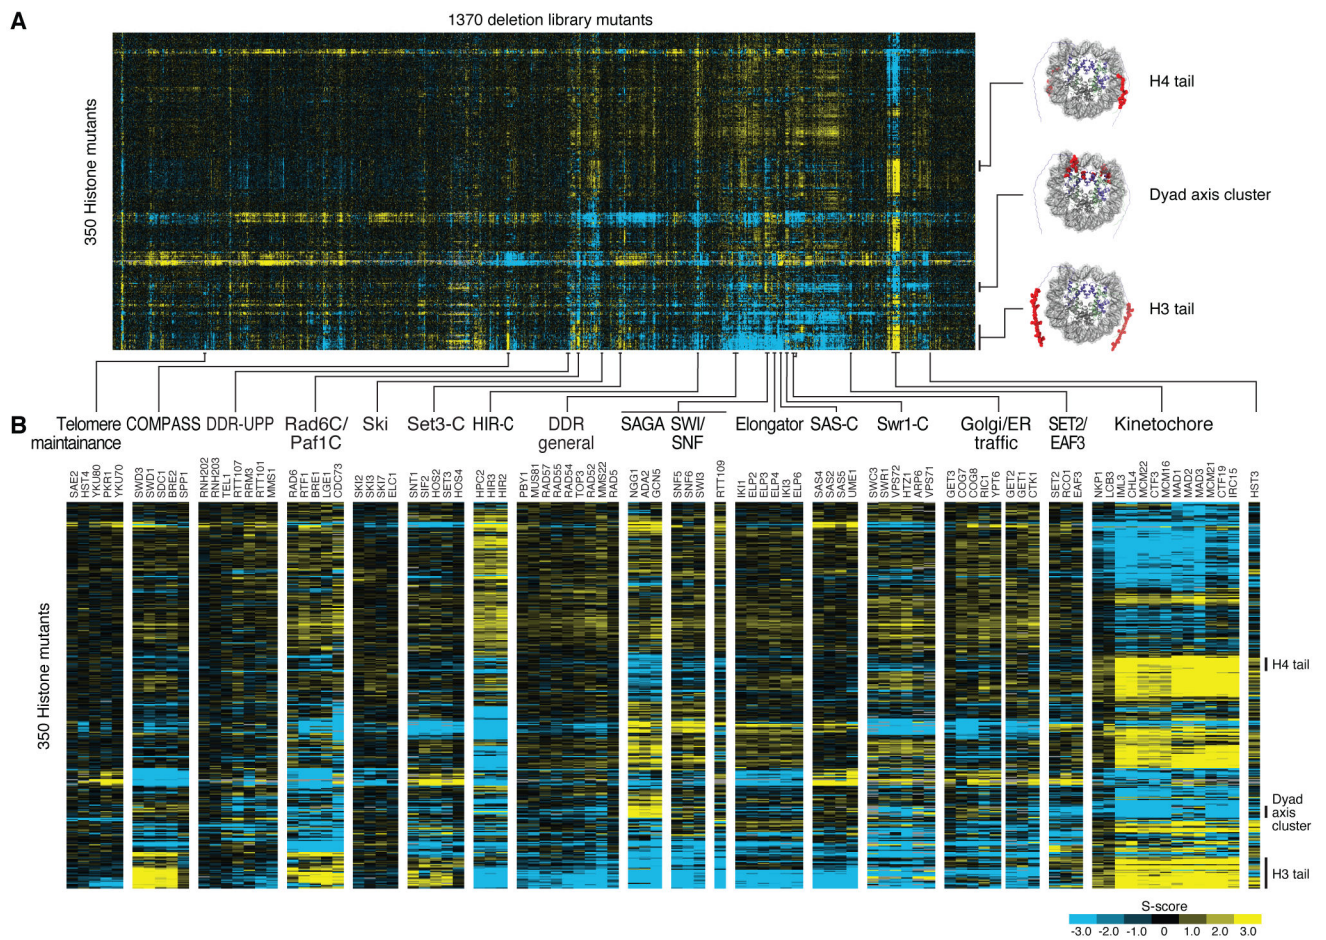 A
1370 deletion library mutants
350 Histone mutants
H4 tail
Dyad axis cluster
H3 tail
B
Telomere maintainance
COMPASS
DDR-UPP
Rad6C/
Paf1C
Ski
Set3-C
HIR-C
DDR
general
SAGA
SWI/
SNF
Elongator
SAS-C
Swr1-C
Golgi/ER
traffic
SET2/
EAF3
Kinetochore
SAE2
HST4
YKU80
PKR1
YKU70
SWD3
SWD1
SDC1
BRE2
SPP1
RNH202
RNH203
TEL1
RTT107
RRM3
RTT101
MMS1
RAD6
RTF1
BRE1
LGE1
CDC73
SKI2
SKI3
SKI7
ELC1
SNT1
SIF2
HOS2
SET3
HOS4
HPC2
HIR3
HIR2
PBY1
MUS81
RAD57
RAD55
RAD54
TOP3
RAD52
MMS22
RAD5
NGG1
ADA2
GCN5
SNF5
SNF6
SWI3
RTT109
IKI1
ELP2
ELP3
ELP4
IKI3
ELP6
SAS4
SAS2
SAS5
UME1
SWC3
SWR1
VPS72
HTZ1
ARP6
VPS71
GET3
COG7
COG8
RIC1
YPT6
GET2
GET1
CTK1
SET2
RCO1
EAF3
NKP1
LCB3
IML3
CHL4
MCM22
CTF3
MCM16
MAD1
MAD2
MAD3
MCM21
CTF19
IRC15
HST3
350 Histone mutants
H4 tail
Dyad
axis
cluster
H3 tail
S-score
-3.0 -2.0 -1.0 0 1.0 2.0 3.0